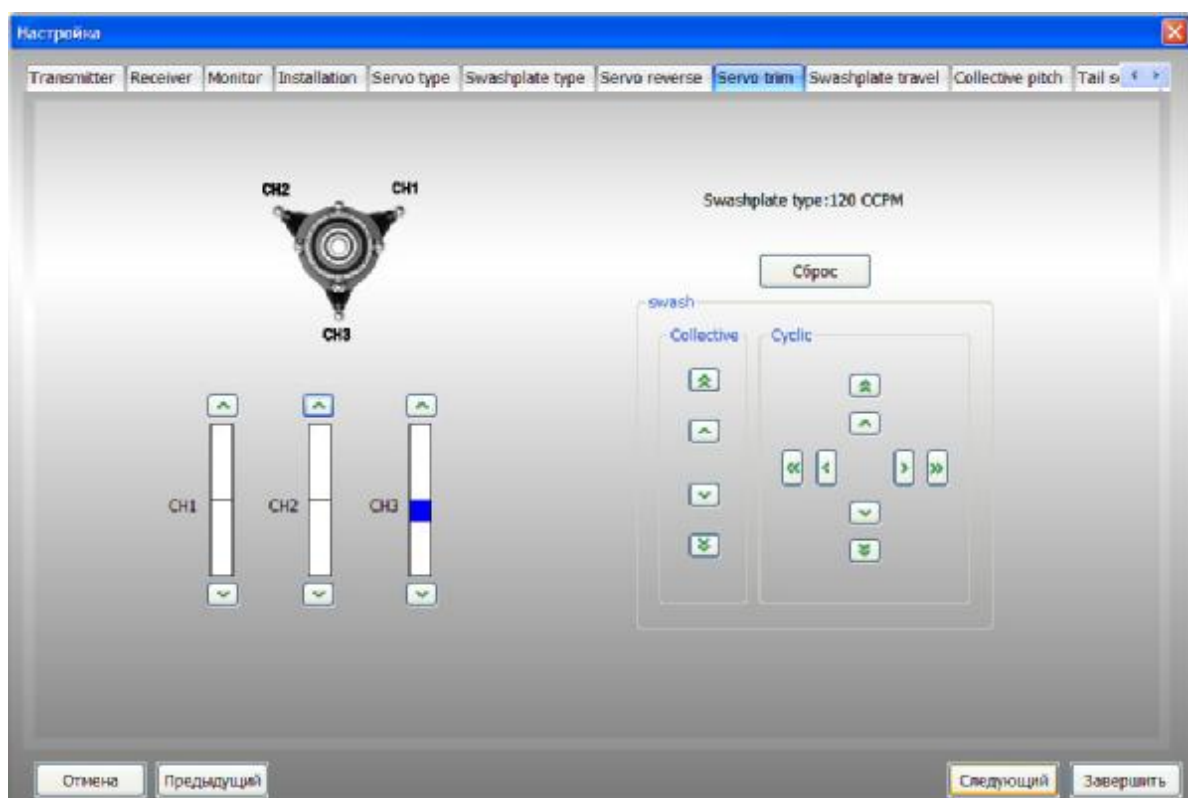 Настройка
Transmitter Receiver Monitor Installation Servo type Swashplate type Servo reverse Servo trim Swashplate travel Collective pitch Tail s
CH2 CH1
CH3
Swashplate type:120 CCPM
Сброс
swash
Collective Cyclic
CH1 CH2 CH3
Отмена Предыдущий Следующий Завершить